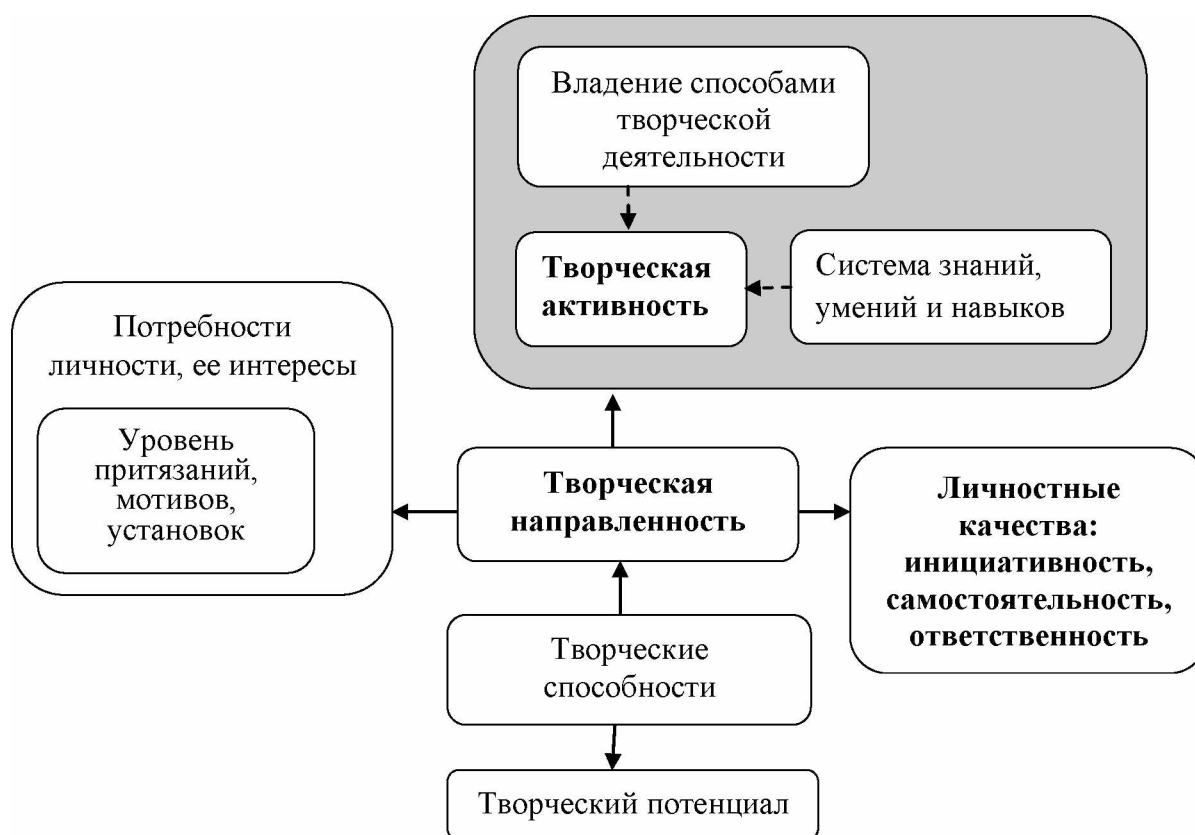 Владение способами
творческой
деятельности
Творческая
активность
Система знаний,
умений и навыков
Потребности
личности, ее интересы
Уровень
притязаний,
мотивов,
установок
Творческая
направленность
Личностные
качества:
инициативность,
самостоятельность,
ответственность
Творческие
способности
Творческий потенциал